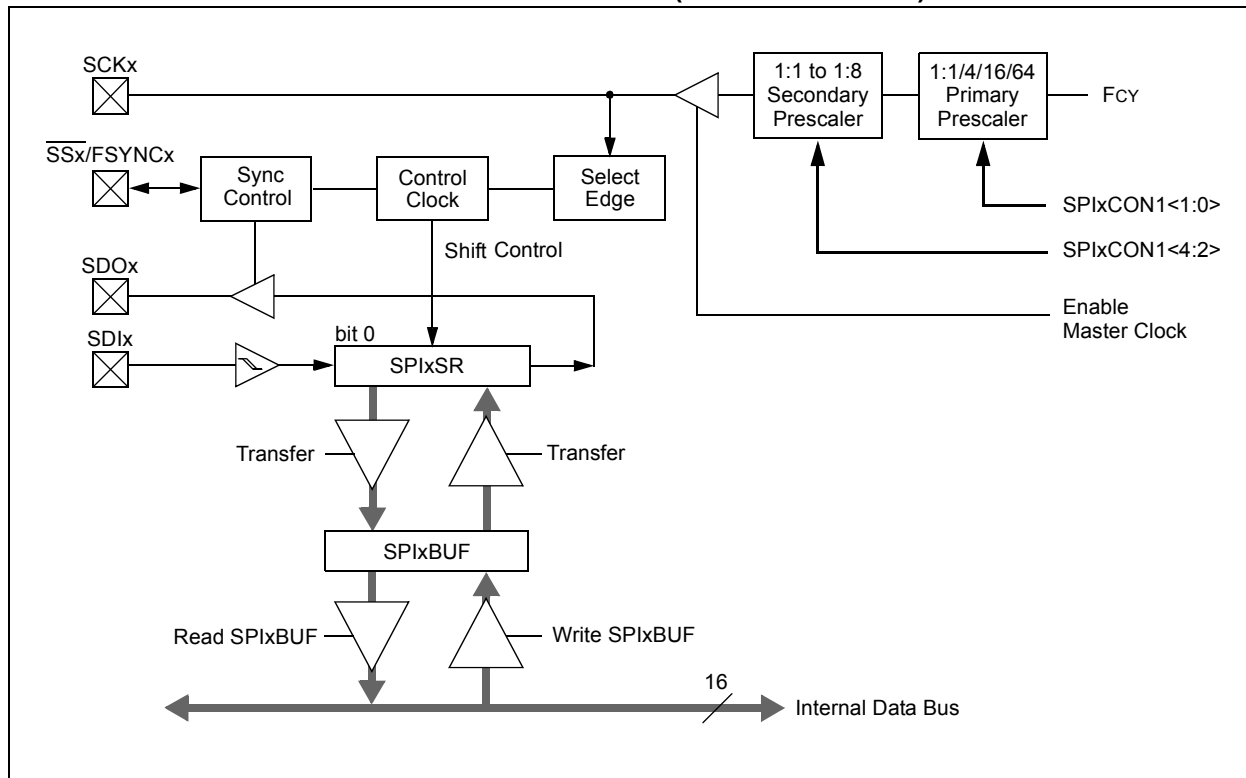 SCKx
1:1 to 1:8
Secondary
Prescaler
1:1/4/16/64
Primary
Prescaler
FCY
SSx/FSYNCx
Sync
Control
Control
Clock
Select
Edge
SPIxCON1<1:0>
Shift Control
SPIxCON1<4:2>
SDOx
Enable
Master Clock
SDIx
bit 0
SPIxSR
Transfer
Transfer
SPIxBUF
Read SPIxBUF
Write SPIxBUF
16
Internal Data Bus